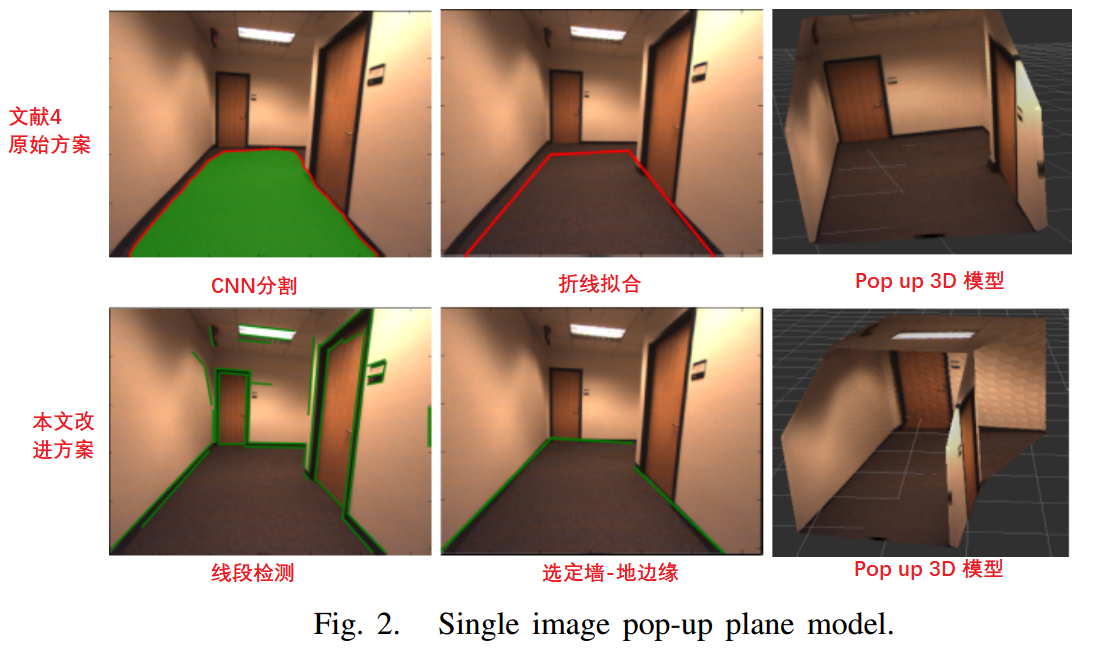 文献4
原始方案
CNN分割
折线拟合
Pop up 3D 模型
本文改
进方案
线段检测
选定墙-地边缘
Pop up 3D 模型
Fig. 2. Single image pop-up plane model.